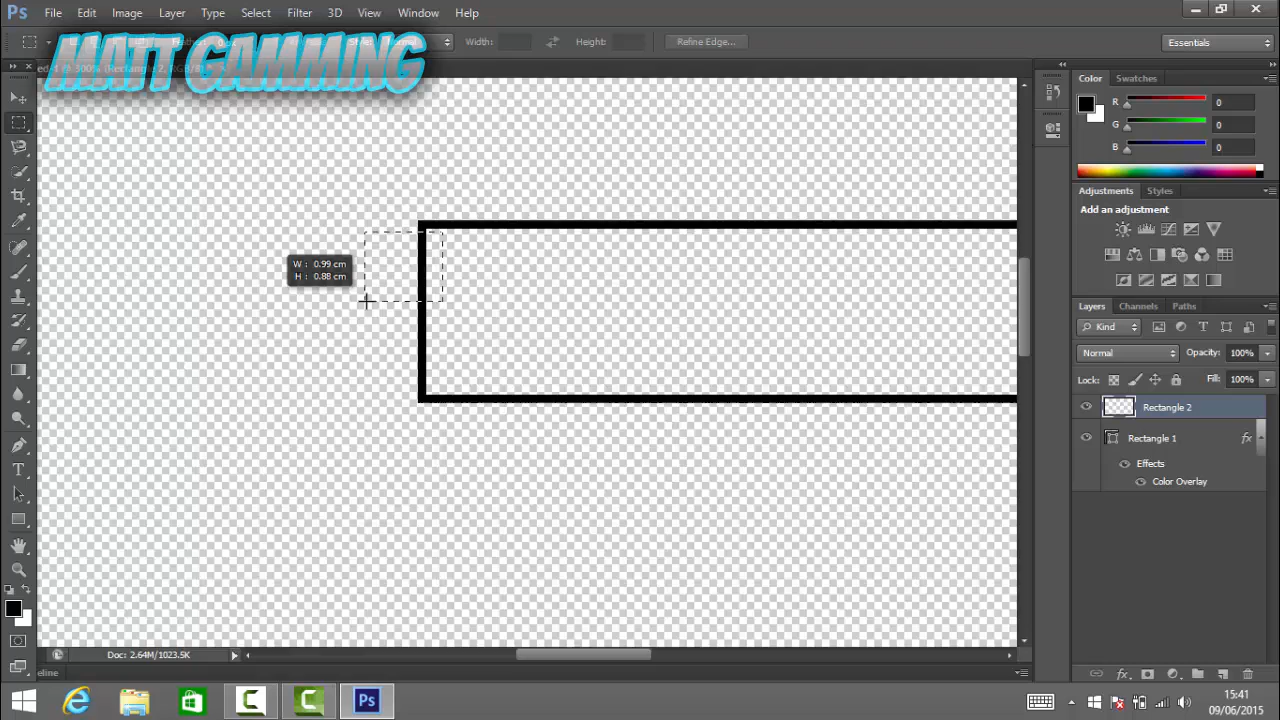 Ps File Edit Image Layer Type Select Filter 3D View Window Help
MATT GAMMING
Normal Width: Height: Refine Edge... Essentials
Color Swatches
R 0
G 0
B 0
Adjustments Styles
Add an adjustment
W : 0.99 cm
H : 0.88 cm
Layers Channels Paths
Kind
Normal Opacity: 100%
Lock: Fill: 100%
Rectangle 2
Rectangle 1 fx
Effects
Color Overlay
Doc: 2.64M/1023.5K
eline
Ps
15:41
09/06/2015